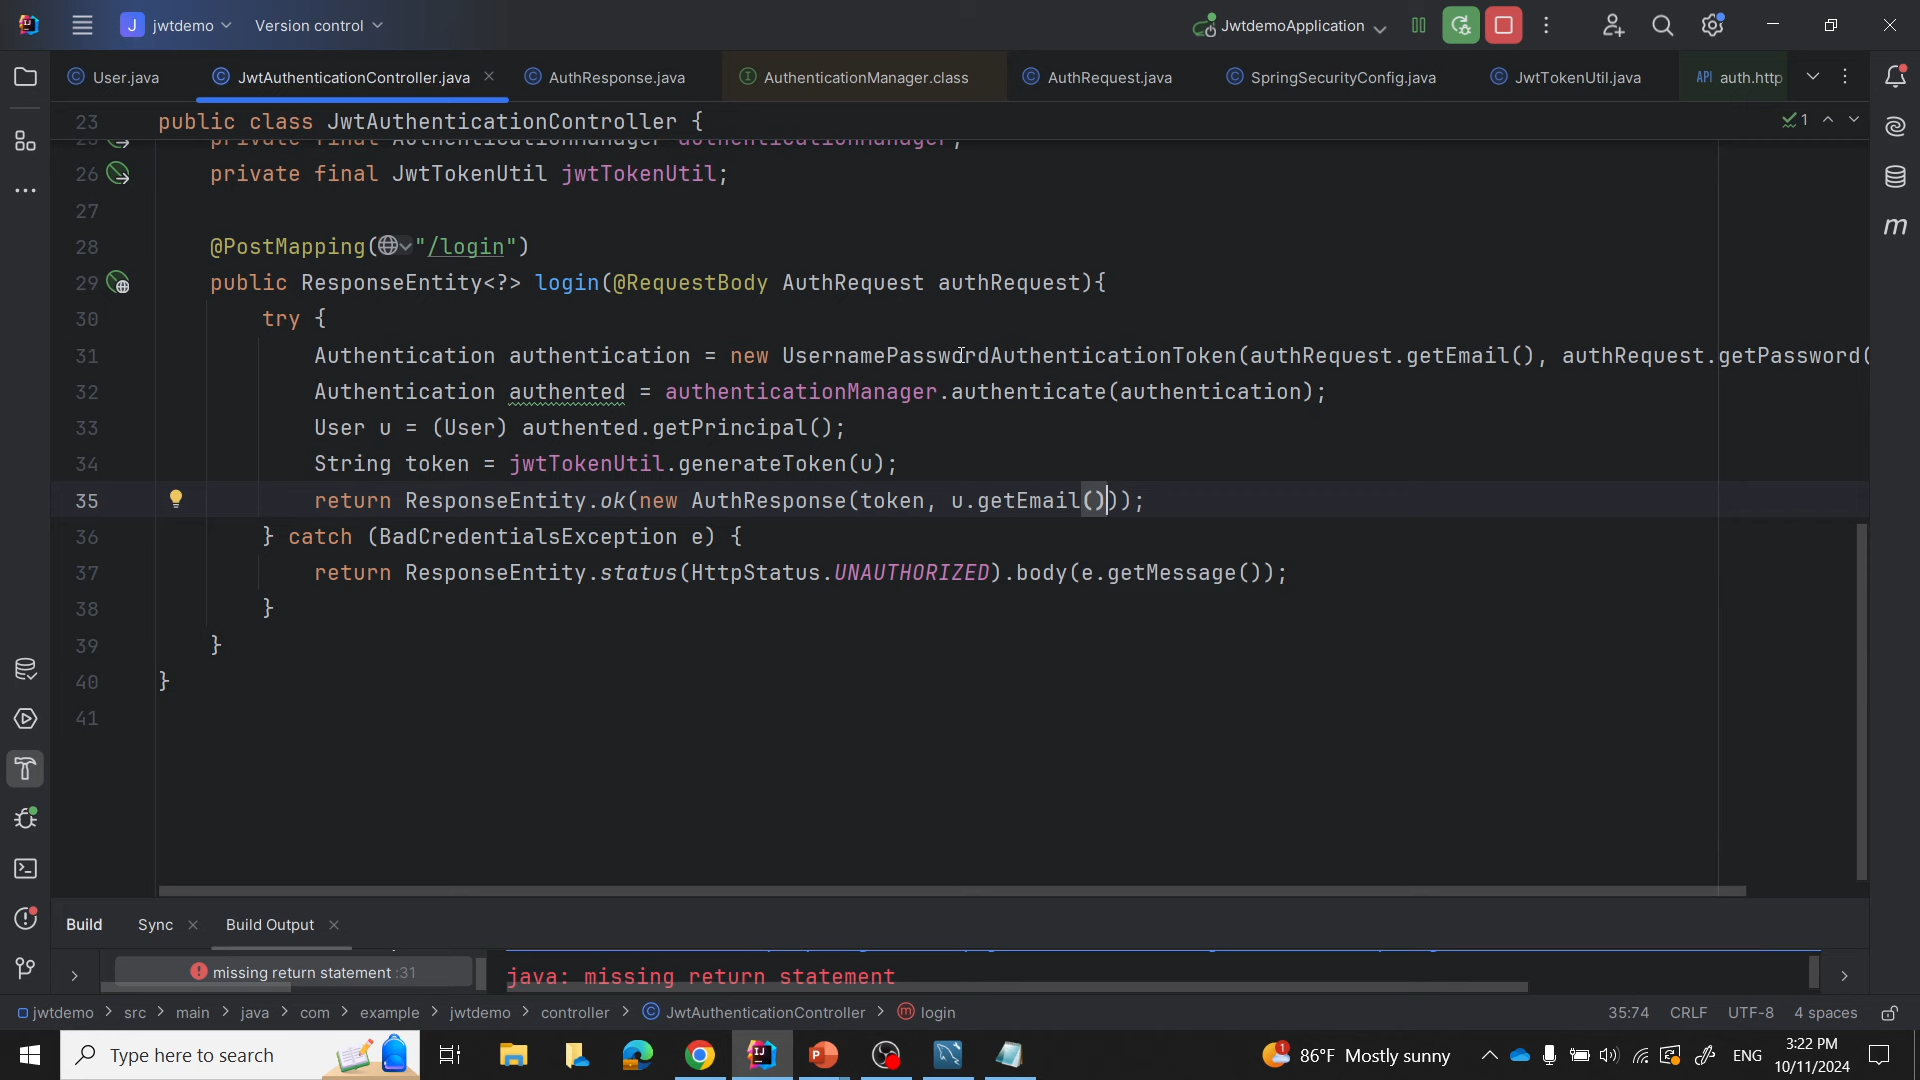 J jwtdemo Version control JwtdemoApplication
User.java JwtAuthenticationController.java AuthResponse.java AuthenticationManager.class AuthRequest.java SpringSecurityConfig.java JwtTokenUtil.java API auth.http
23 public class JwtAuthenticationController { 1
private final AuthenticationManager authenticationManager;
26 private final JwtTokenUtil jwtTokenUtil;
27
28 @PostMapping("/login")
29 public ResponseEntity<?> login(@RequestBody AuthRequest authRequest){
30 try {
31 Authentication authentication = new UsernamePasswordAuthenticationToken(authRequest.getEmail(), authRequest.getPassword(
32 Authentication authented = authenticationManager.authenticate(authentication);
33 User u = (User) authented.getPrincipal();
34 String token = jwtTokenUtil.generateToken(u);
35 return ResponseEntity.ok(new AuthResponse(token, u.getEmail()));
36 } catch (BadCredentialsException e) {
37 return ResponseEntity.status(HttpStatus.UNAUTHORIZED).body(e.getMessage());
38 }
39 }
40 }
41
Build Sync Build Output
missing return statement :31 java: missing return statement
jwtdemo > src > main > java > com > example > jwtdemo > controller > JwtAuthenticationController > login 35:74 CRLF UTF-8 4 spaces
Type here to search 86°F Mostly sunny ENG 3:22 PM
10/11/2024